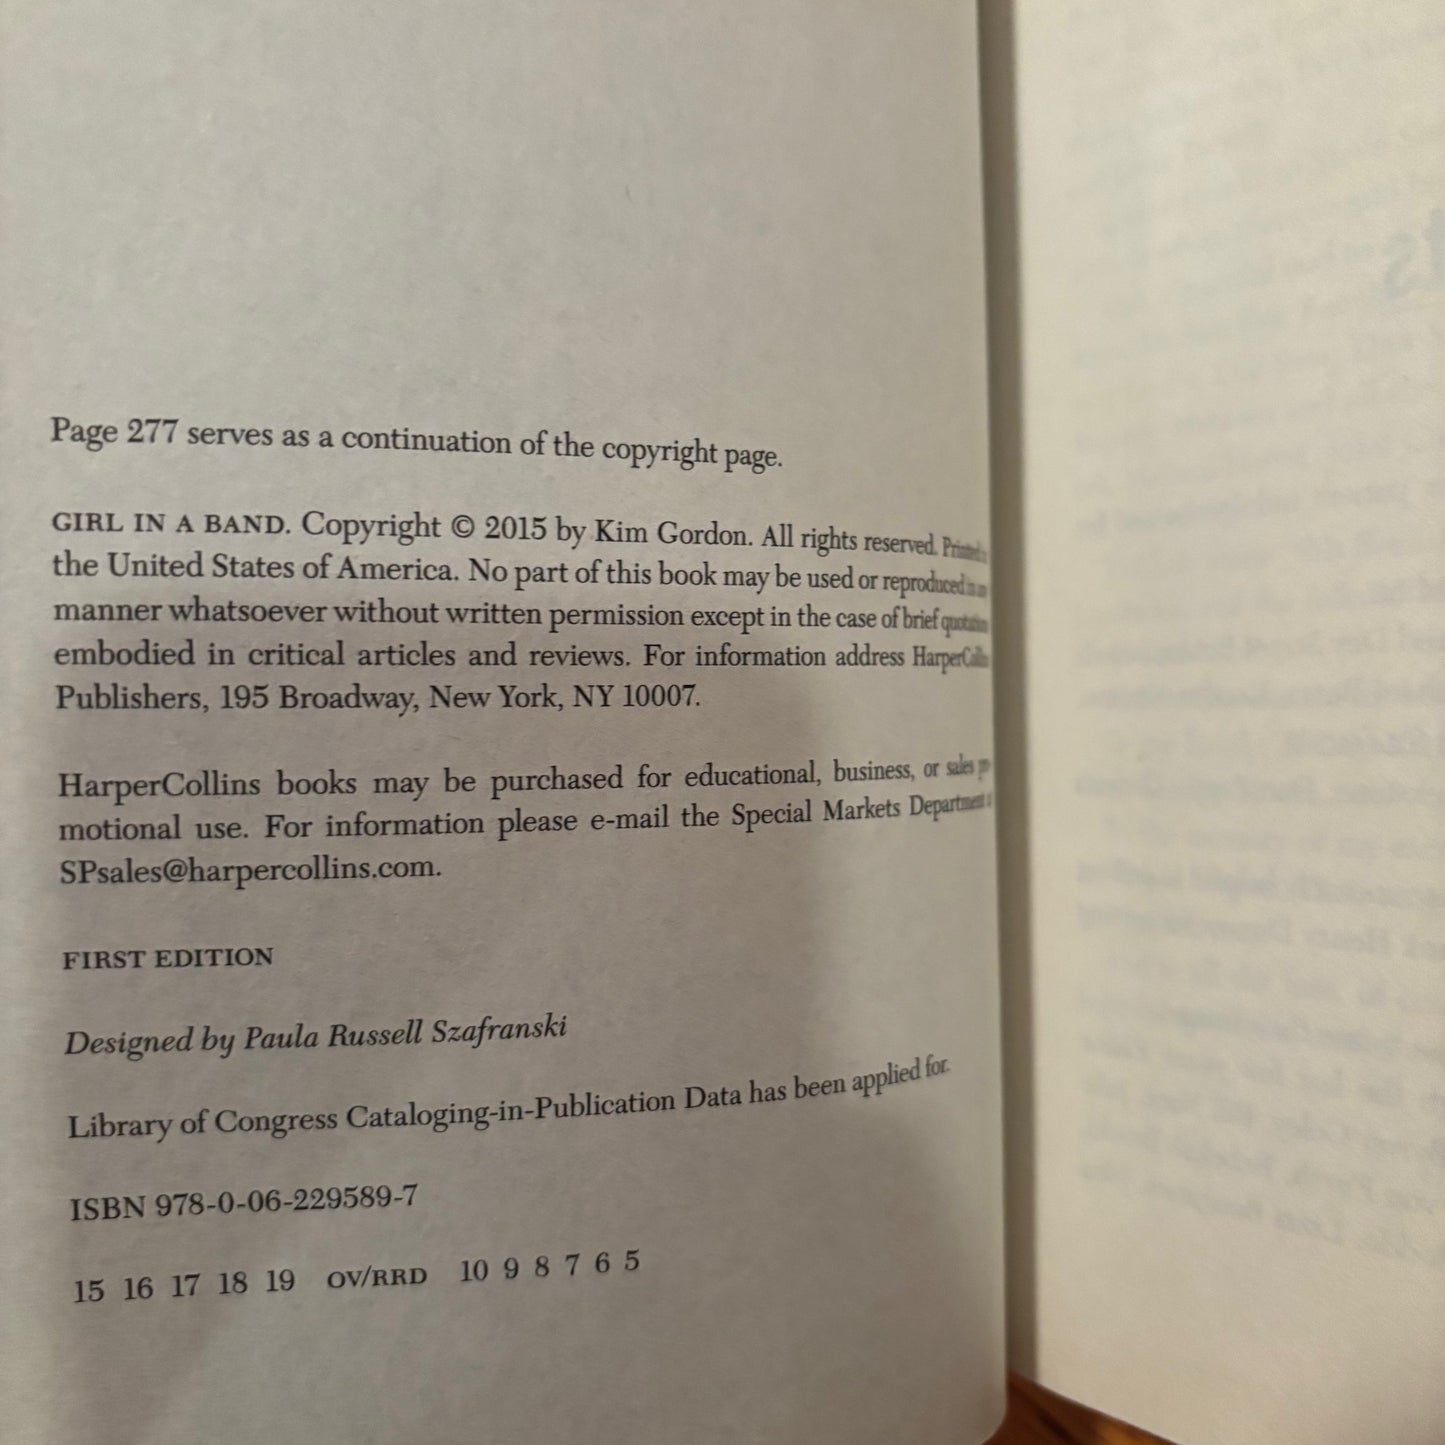 Page 277 serves as a continuation of the copyright page.
GIRL IN A BAND. Copyright © 2015 by Kim Gordon. All rights reserved. Printed
the United States of America. No part of this book may be used or reproduced
manner whatsoever without written permission except in the case of brief
embodied in critical articles and reviews. For information address HarperCollins
Publishers, 195 Broadway, New York, NY 10007.
HarperCollins books may be purchased for educational, business, or sales
motional use. For information please e-mail the Special Markets Department
SPsales@harpercollins.com.
FIRST EDITION
Designed by Paula Russell Szafranski
Library of Congress Cataloging-in-Publication Data has been applied for.
ISBN 978-0-06-229589-7
15 16 17 18 19 OV/RRD 10 9 8 7 6 5